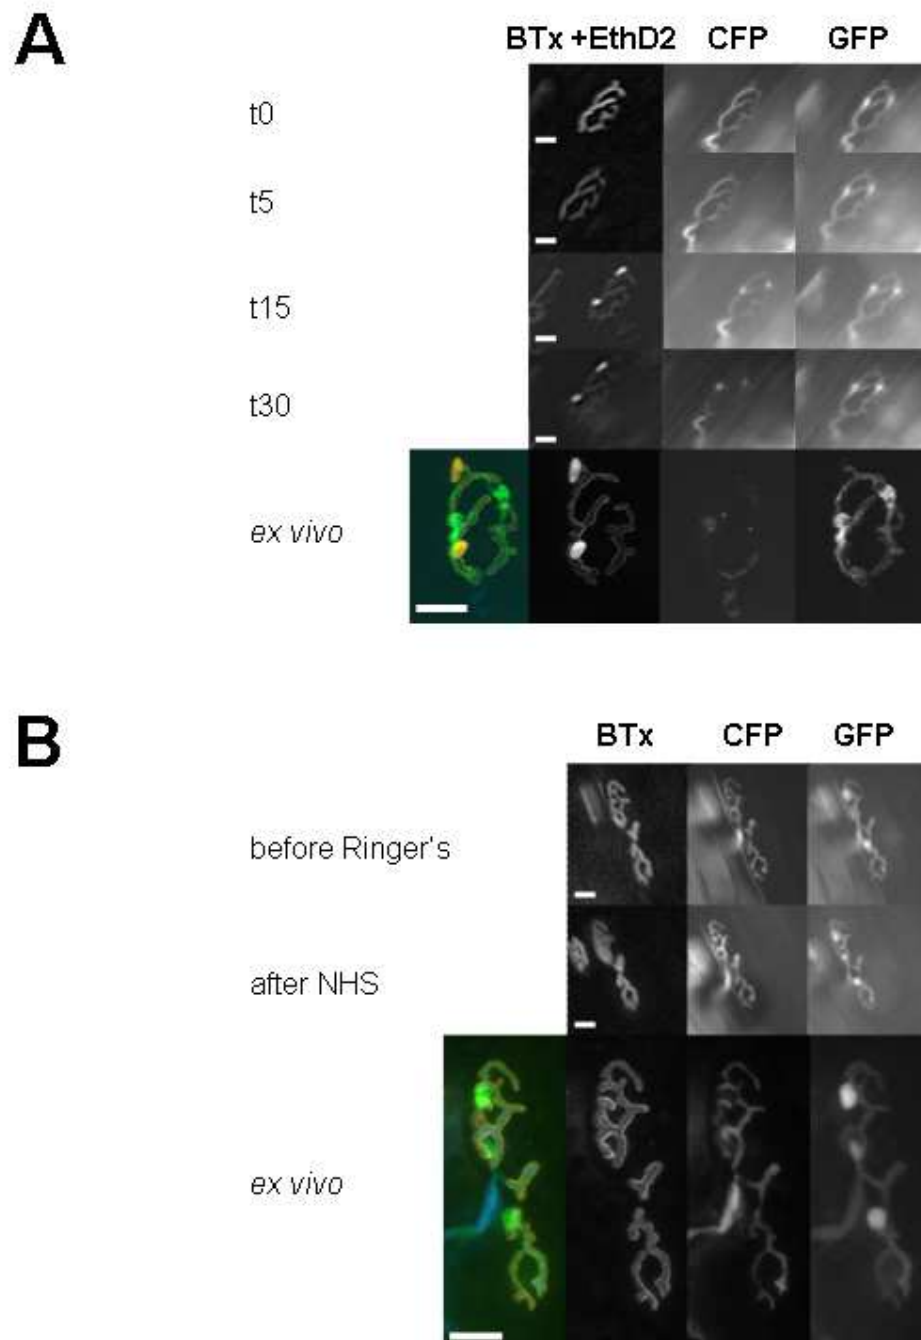 A
BTx +EthD2 CFP GFP
t0
t5
t15
t30
ex vivo
B
BTx CFP GFP
before Ringer's
after NHS
ex vivo